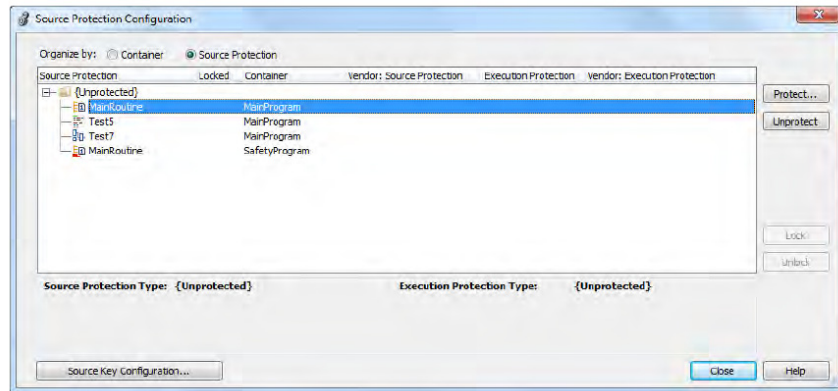 Source Protection Configuration
Organize by: Container Source Protection
Source Protection Locked Container Vendor: Source Protection Execution Protection Vendor: Execution Protection
{Unprotected}
MainRoutine MainProgram
Test5 MainProgram
Test7 MainProgram
MainRoutine SafetyProgram
Protect...
Unprotect
Lock
Unlock
Source Protection Type: {Unprotected} Execution Protection Type: {Unprotected}
Source Key Configuration... Close Help